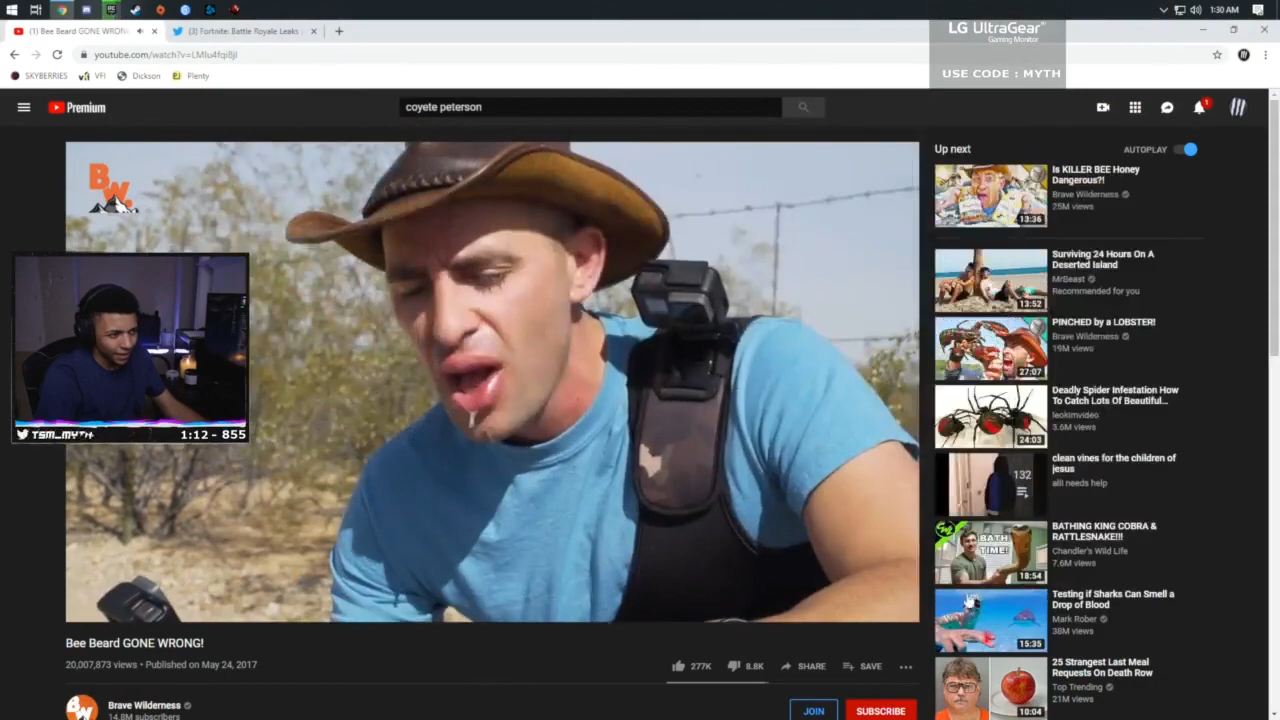 1:30 AM
(1) Bee Beard GONE WRONG!
(3) Fortnite: Battle Royale Leaks
LG UltraGear™
Gaming Monitor
USE CODE : MYTH
SKYBERRIES
VFI
Dickson
Plenty
Premium
coyete peterson
1
BW.
TSM_MYTH
1:12 - 855
Up next
AUTOPLAY
Is KILLER BEE Honey
Dangerous?!
Brave Wilderness
25M views
13:36
Surviving 24 Hours On A
Deserted Island
MrBeast
Recommended for you
13:52
PINCHED by a LOBSTER!
Brave Wilderness
19M views
27:07
Deadly Spider Infestation How
To Catch Lots Of Beautiful...
leokimvideo
3.6M views
24:03
clean vines for the children of
jesus
alli needs help
132
BATHING KING COBRA &
RATTLESNAKE!!!
Chandler's Wild Life
7.6M views
BATH
TIME!
18:54
Testing if Sharks Can Smell a
Drop of Blood
Mark Rober
38M views
15:35
25 Strangest Last Meal
Requests On Death Row
Top Trending
21M views
10:04
Bee Beard GONE WRONG!
20,007,873 views • Published on May 24, 2017
277K
8.8K
SHARE
SAVE
BW
Brave Wilderness
14.8M subscribers
JOIN
SUBSCRIBE